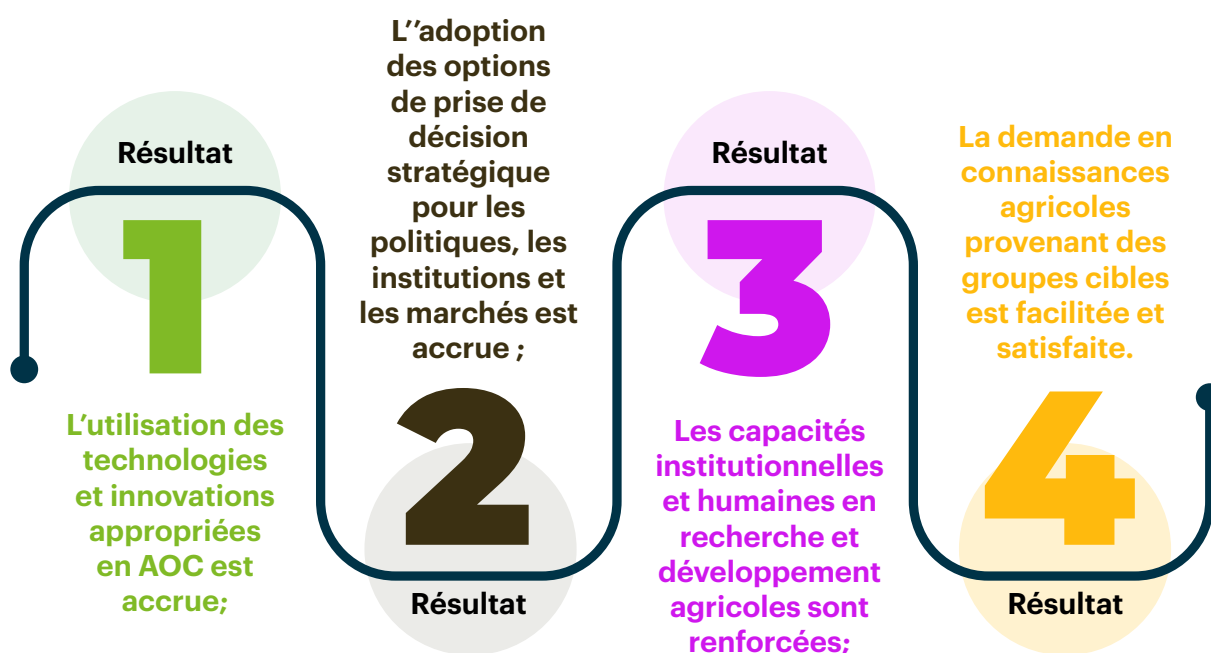 Résultat
1
L'utilisation des
technologies
et innovations
appropriées
en AOC est
accrue;
L''adoption
des options
de prise de
décision
stratégique
pour les
politiques, les
institutions et
les marchés est
accrue ;
2
Résultat
Résultat
3
Les capacités
institutionnelles
et humaines en
recherche et
développement
agricoles sont
renforcées;
La demande en
connaissances
agricoles
provenant des
groupes cibles
est facilitée et
satisfaite.
4
Résultat